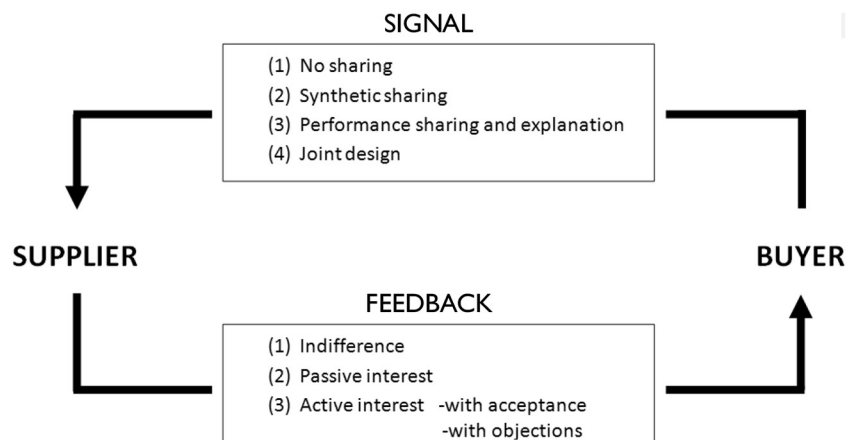 SIGNAL
(1) No sharing
(2) Synthetic sharing
(3) Performance sharing and explanation
(4) Joint design
SUPPLIER
BUYER
FEEDBACK
(1) Indifference
(2) Passive interest
(3) Active interest -with acceptance
-with objections